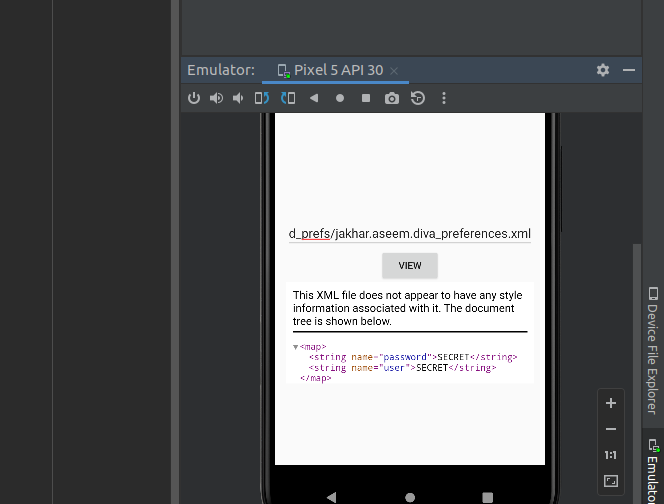 Emulator: Pixel 5 API 30
d_prefs/jakhar.aseem.diva_preferences.xml
VIEW
This XML file does not appear to have any style
information associated with it. The document
tree is shown below.
▼<map>
<string name="password">SECRET</string>
<string name="user">SECRET</string>
</map>
1:1
Device File Explorer
Emulator